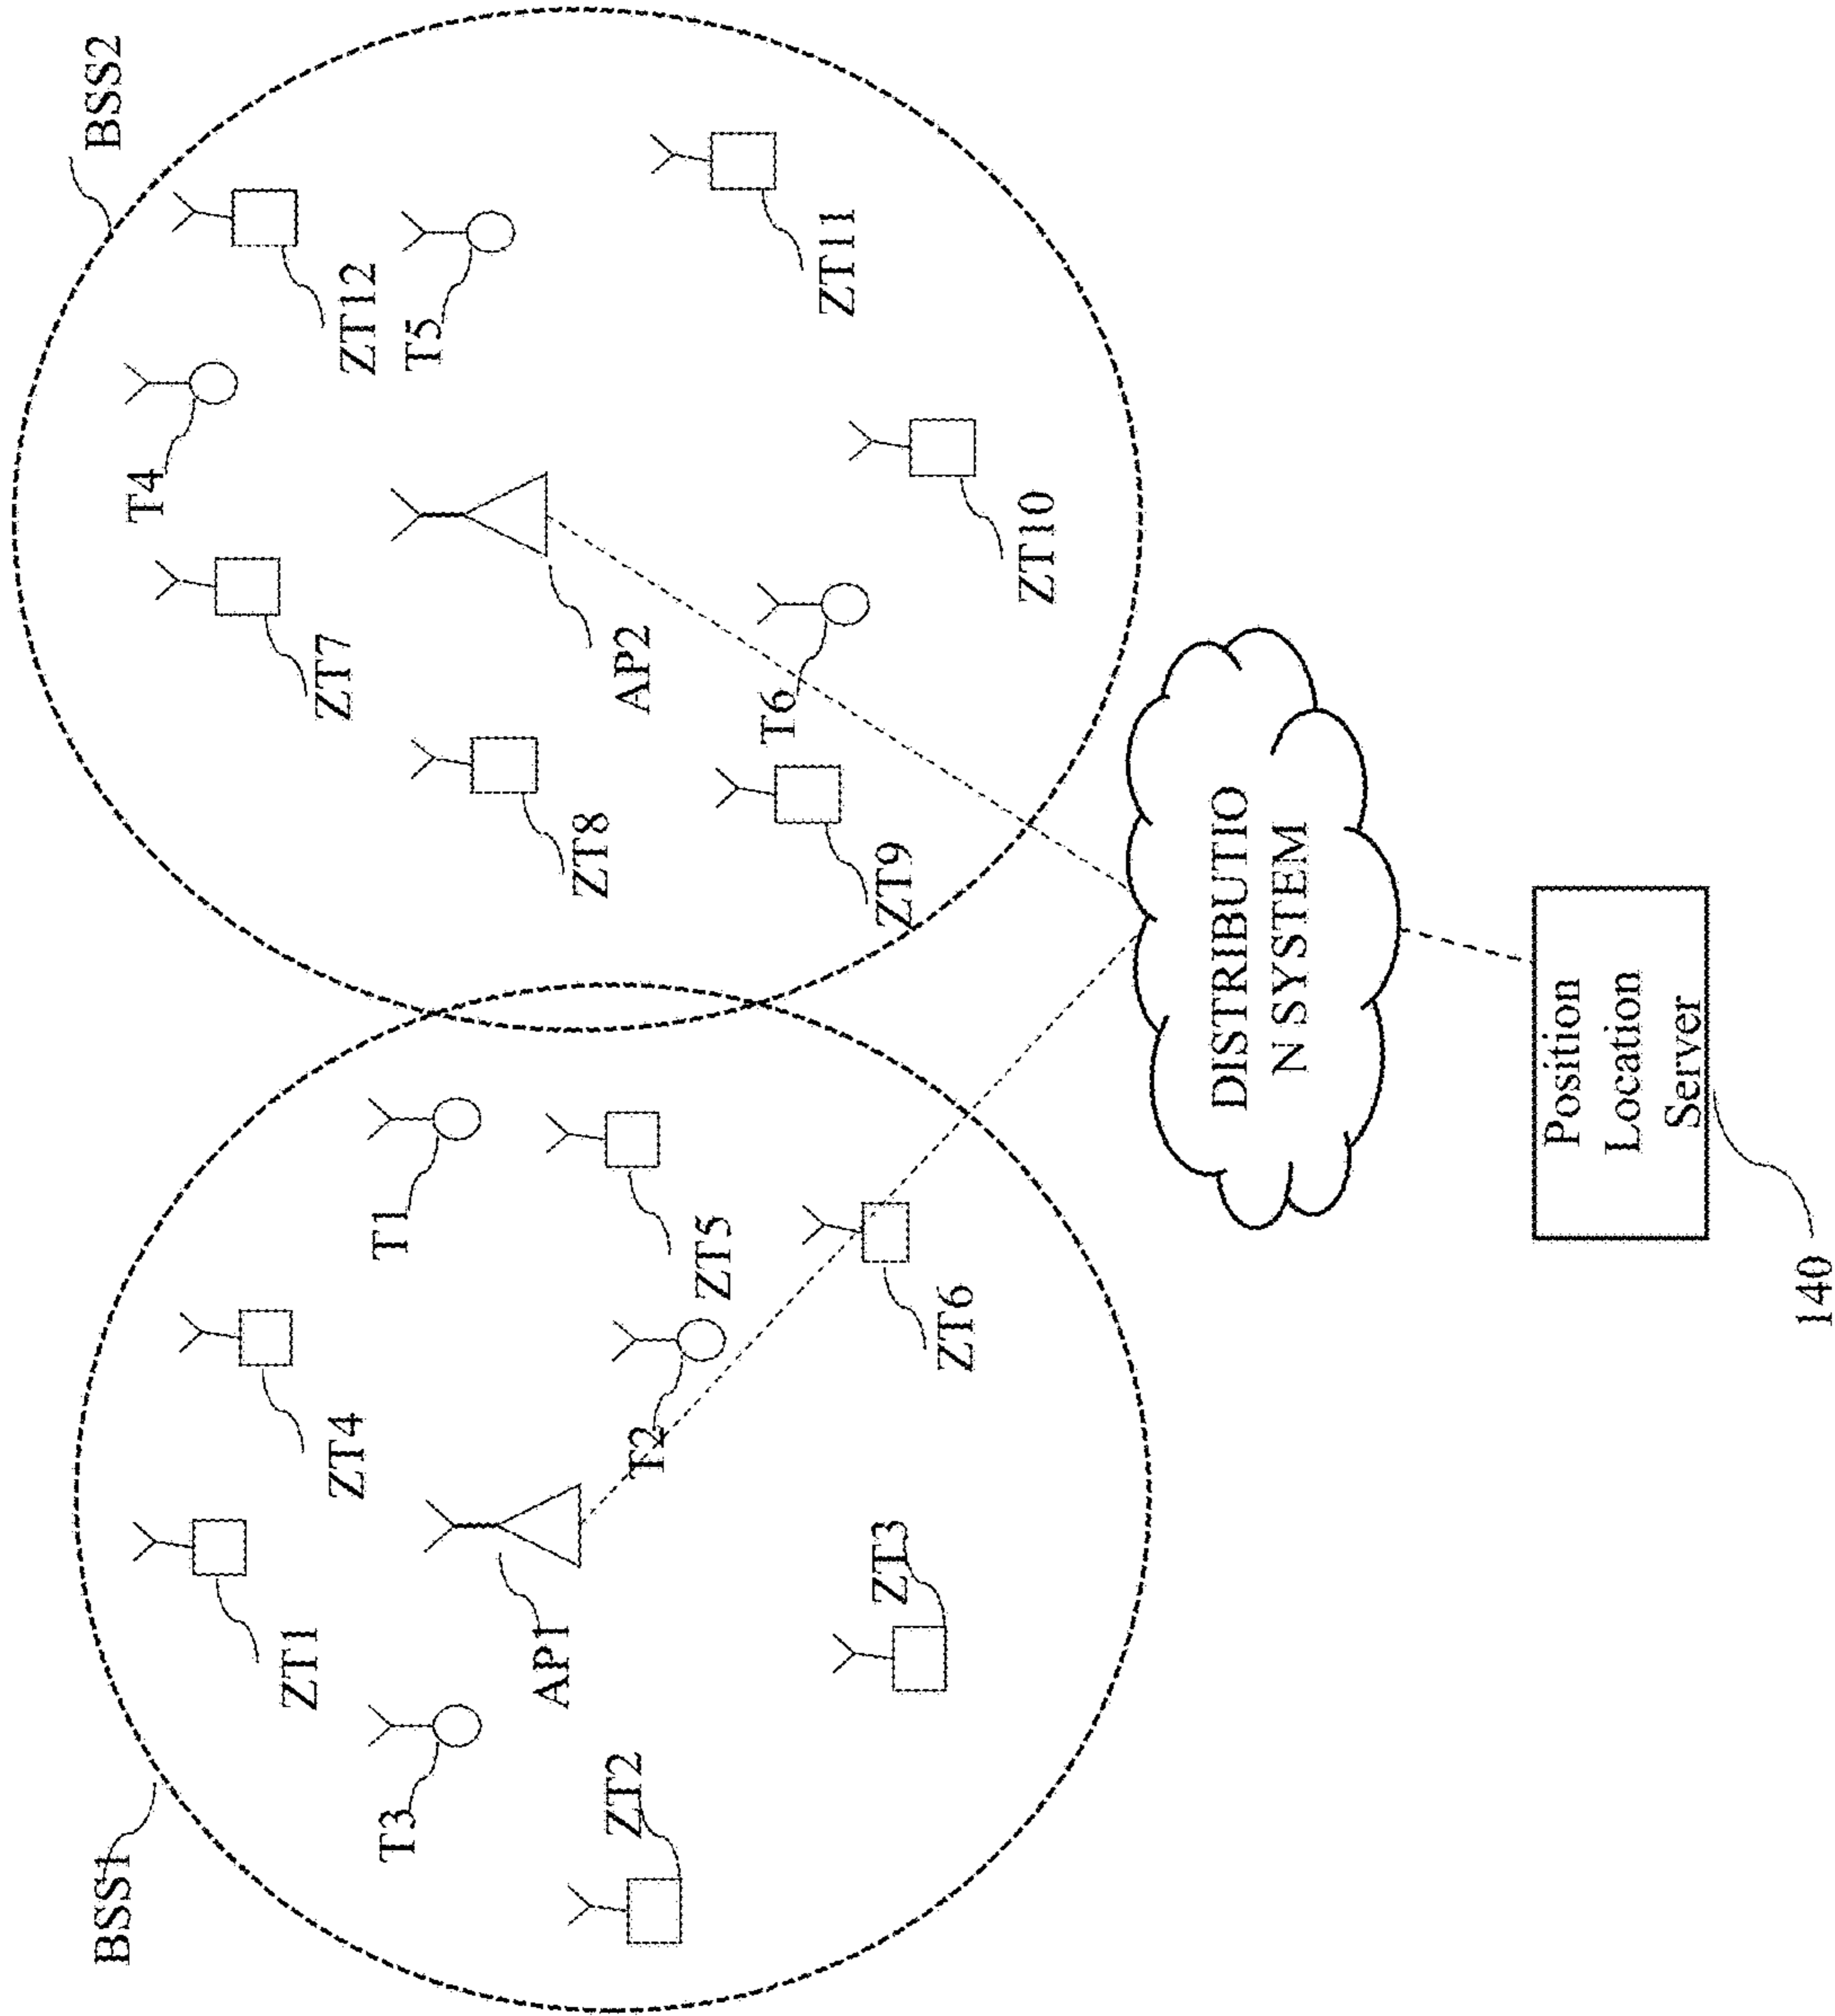 BSS1
BSS2
ZT1
ZT4
T3
T1
AP1
ZT2
T2
ZT5
ZT3
ZT6
T4
ZT7
ZT12
T5
AP2
ZT8
T6
ZT9
ZT11
ZT10
DISTRIBUTIO
N SYSTEM
Position
Location
Server
140